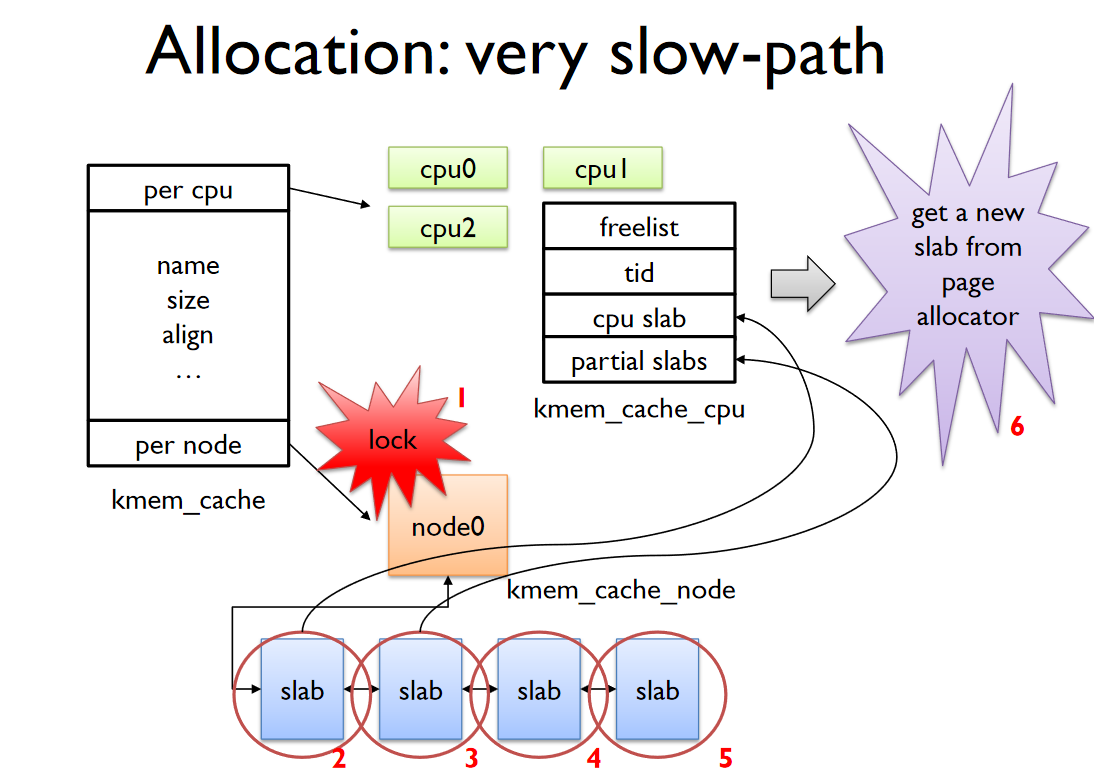 Allocation: very slow-path
per cpu
name
size
align
...
per node
kmem_cache
cpu0
cpu1
cpu2
freelist
tid
cpu slab
partial slabs
kmem_cache_cpu
get a new
slab from
page
allocator
6
1
lock
node0
kmem_cache_node
slab
slab
slab
slab
2
3
4
5